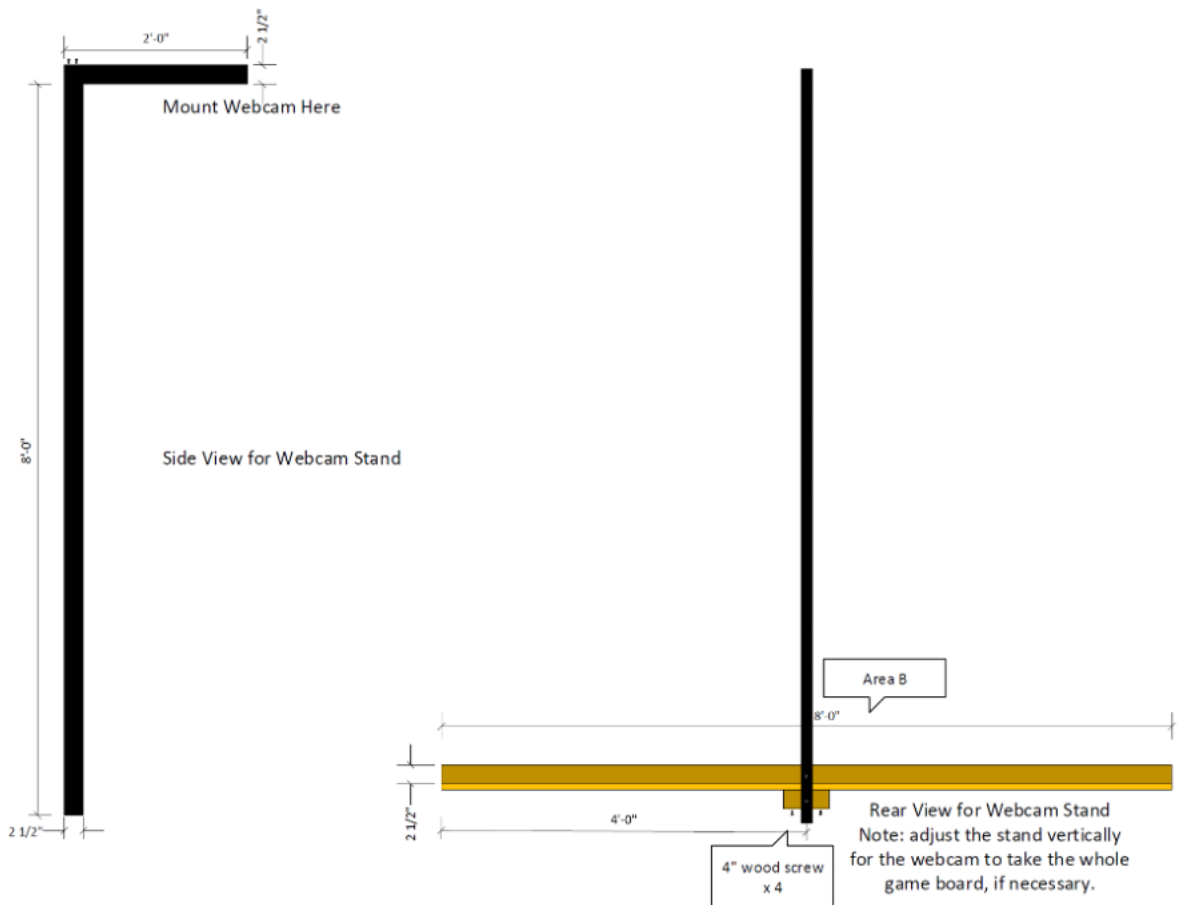 2'-0"
2 1/2"
Mount Webcam Here
8'-0"
Side View for Webcam Stand
2 1/2"
Area B
8'-0"
2 1/2"
4'-0"
4" wood screw
x 4
Rear View for Webcam Stand
Note: adjust the stand vertically
for the webcam to take the whole
game board, if necessary.